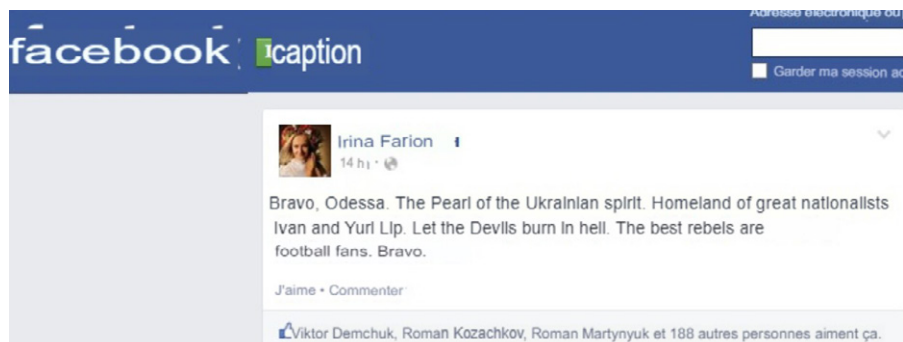 Adresse électronique ou
facebook
caption
Garder ma session
Irina Farion
14 h
Bravo, Odessa. The Pearl of the Ukrainian spirit. Homeland of great nationalists
Ivan and Yuri Lip. Let the Devils burn in hell. The best rebels are
football fans. Bravo.
J'aime • Commenter
Viktor Demchuk, Roman Kozachkov, Roman Martynyuk et 188 autres personnes aiment ça.